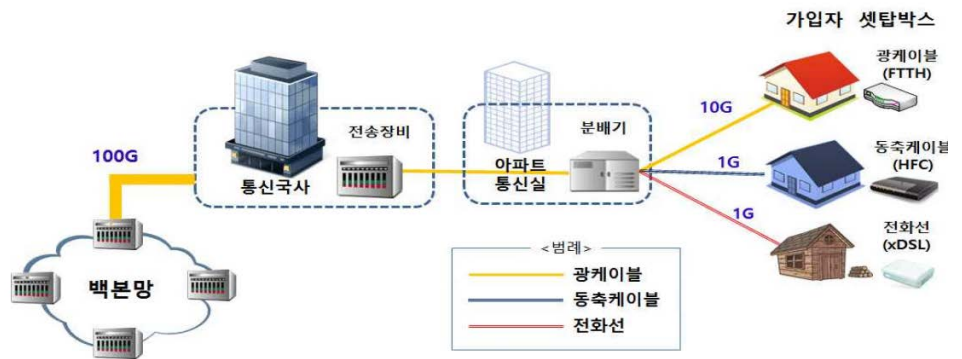 가입자 셋탑박스
광케이블
(FTTH)
10G
분배기
전송장비
1G
동축케이블
(HFC)
100G
통신국사
아파트
통신실
1G
전화선
(xDSL)
<범례>
광케이블
동축케이블
전화선
백본망